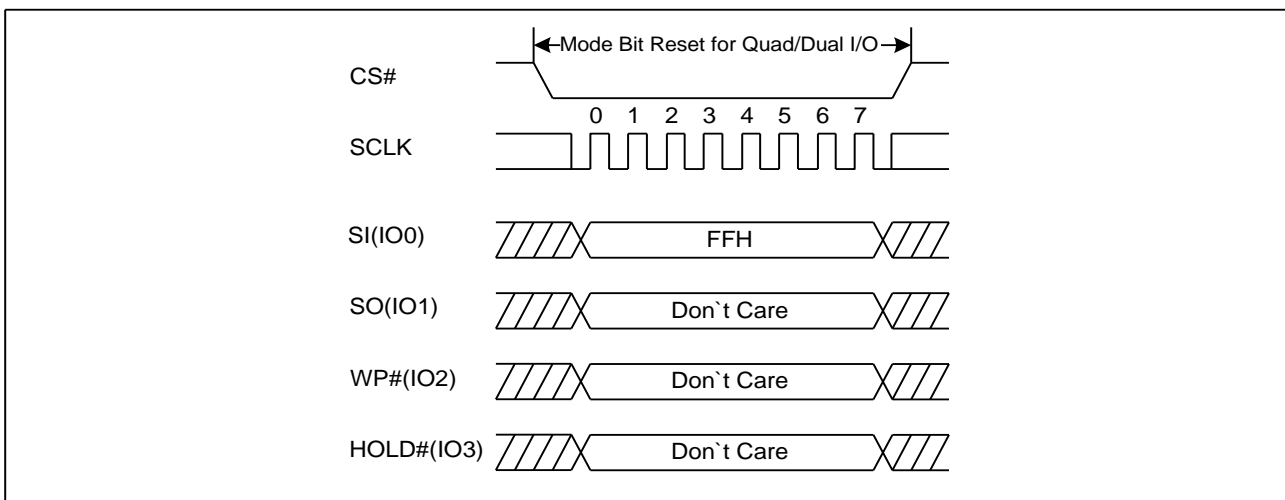 Mode Bit Reset for Quad/Dual I/O
CS#
0 1 2 3 4 5 6 7
SCLK
SI(IO0) FFH
SO(IO1) Don`t Care
WP#(IO2) Don`t Care
HOLD#(IO3) Don`t Care